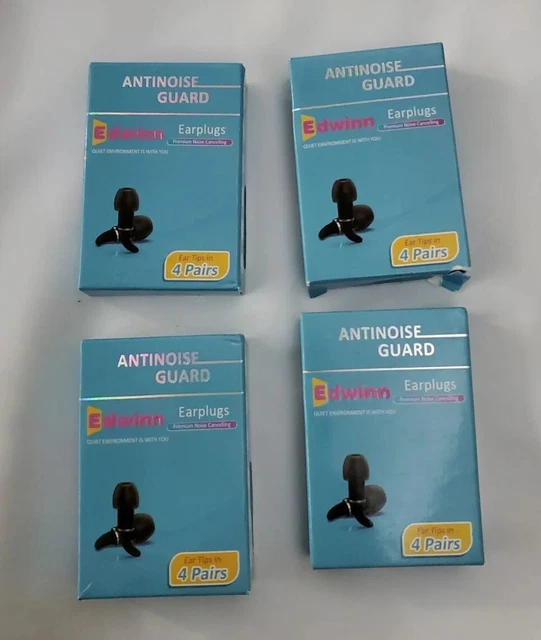 ANTINOISE
GUARD
Edwinn
Earplugs
Premium Noise Cancelling
QUIET ENVIRONMENT IS WITH YOU
Ear Tips in
4 Pairs
ANTINOISE
GUARD
Edwinn
Earplugs
Premium Noise Cancelling
QUIET ENVIRONMENT IS WITH YOU
Ear Tips in
4 Pairs
ANTINOISE
GUARD
Edwinn
Earplugs
Premium Noise Cancelling
QUIET ENVIRONMENT IS WITH YOU
Ear Tips in
4 Pairs
ANTINOISE
GUARD
Edwinn
Earplugs
Premium Noise Cancelling
QUIET ENVIRONMENT IS WITH YOU
Ear Tips in
4 Pairs